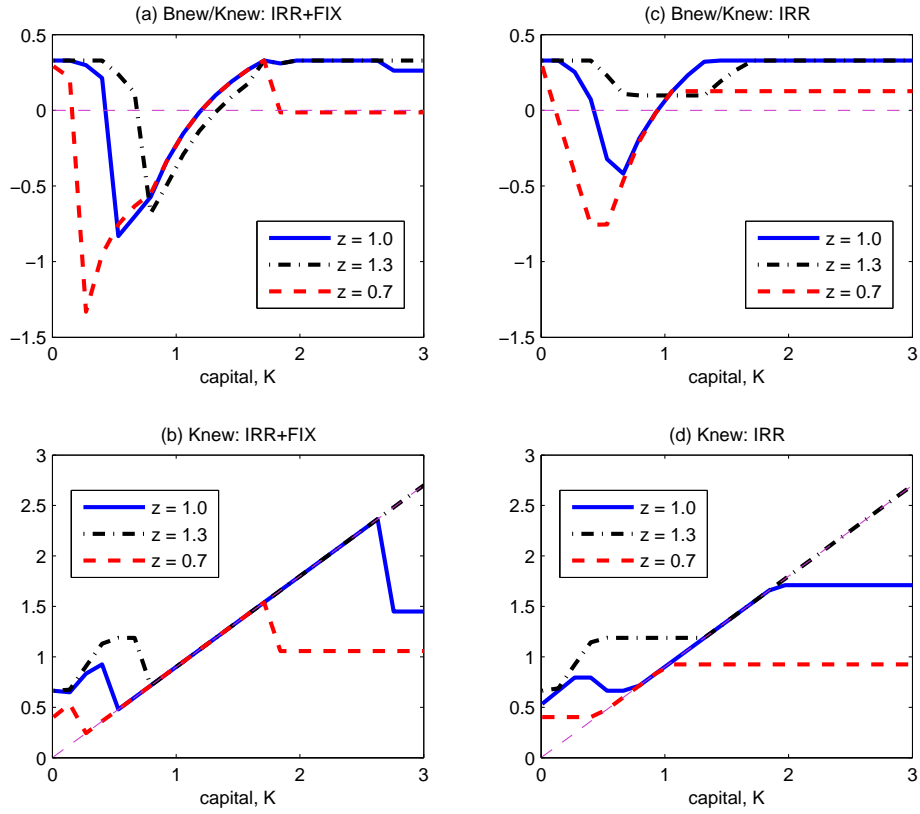 (a) Bnew/Knew: IRR+FIX
0.5
0
−0.5
−1
−1.5
0
1
2
3
capital, K
z = 1.0
z = 1.3
z = 0.7
(c) Bnew/Knew: IRR
0.5
0
−0.5
−1
−1.5
0
1
2
3
capital, K
z = 1.0
z = 1.3
z = 0.7
(b) Knew: IRR+FIX
3
2.5
2
1.5
1
0.5
0
0
1
2
3
capital, K
z = 1.0
z = 1.3
z = 0.7
(d) Knew: IRR
3
2.5
2
1.5
1
0.5
0
0
1
2
3
capital, K
z = 1.0
z = 1.3
z = 0.7